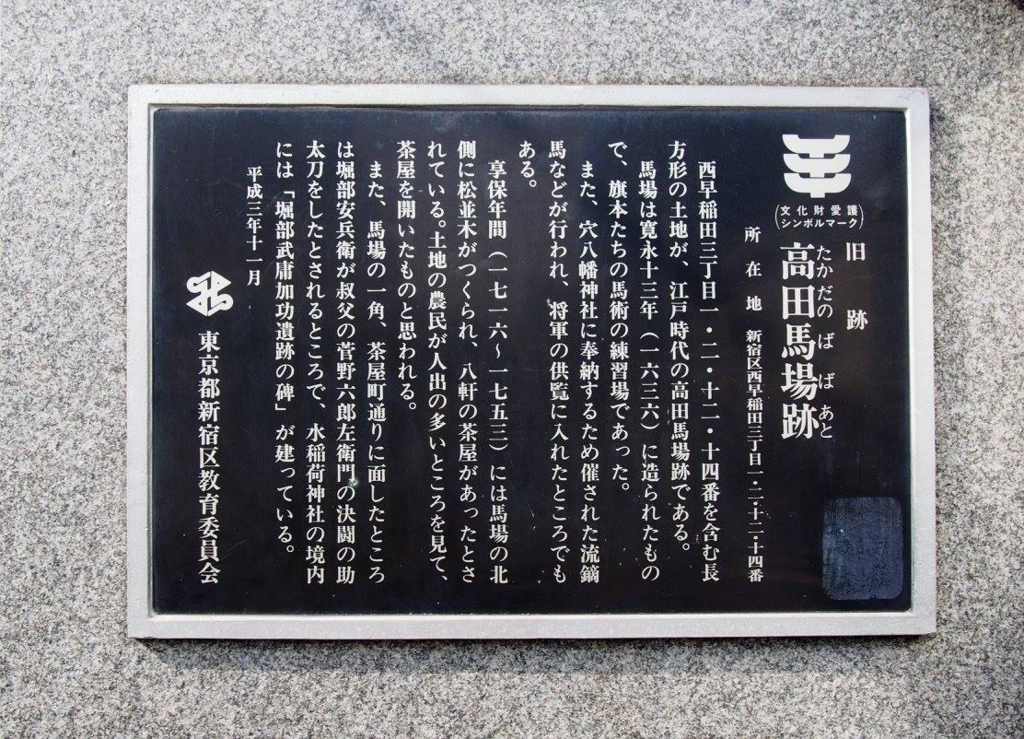 文化財愛護
シンボルマーク
旧跡
たかだのばばあと
高田馬場跡
所在地 新宿区西早稲田三丁目一・二・十二・十四番
西早稲田三丁目一・二・十二・十四番を含む長
方形の土地が、江戸時代の高田馬場跡である。
馬場は寛永十三年（一六三六）に造られたもの
で、旗本たちの馬術の練習場であった。
また、穴八幡神社に奉納するため催された流鏑
馬などが行われ、将軍の供覧に入れたところでも
ある。
享保年間（一七一六〜一七五三）には馬場の北
側に松並木がつくられ、八軒の茶屋があったとさ
れている。土地の農民が人出の多いところを見て、
茶屋を開いたものと思われる。
また、馬場の一角、茶屋町通りに面したところ
は堀部安兵衛が叔父の菅野六郎左衛門の決闘の助
太刀をしたとされるところで、水稲荷神社の境内
には「堀部武庸加功遺跡の碑」が建っている。
平成三年十一月
東京都新宿区教育委員会